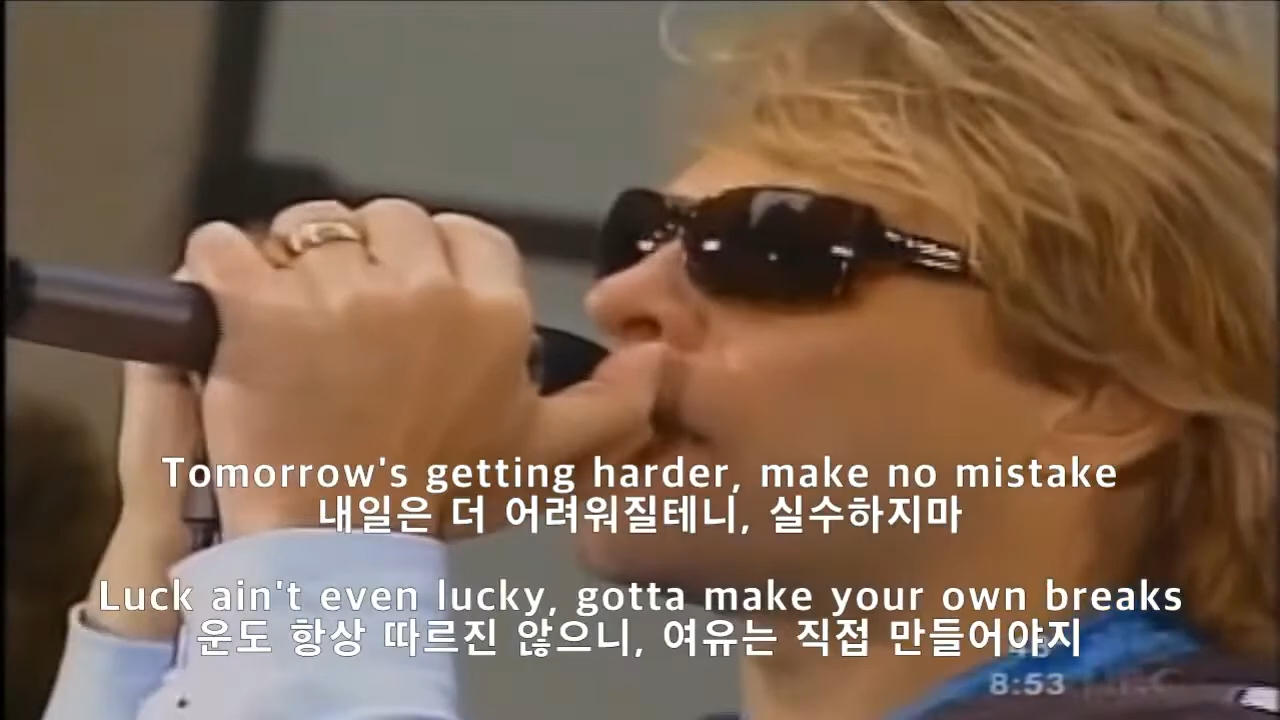 Tomorrow's getting harder, make no mistake
내일은 더 어려워질테니, 실수하지마
Luck ain't even lucky, gotta make your own breaks
운도 항상 따르진 않으니, 여유는 직접 만들어야지
8:53